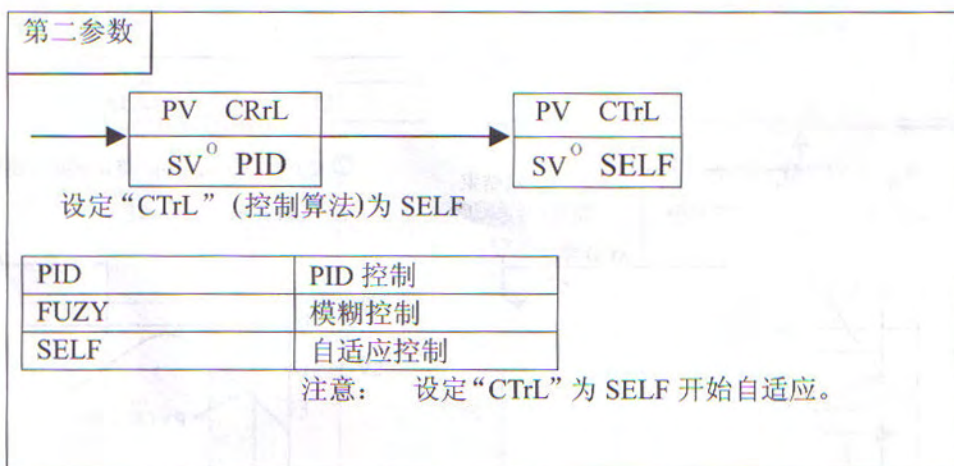 第二参数
PV CRrL
SV O PID
PV CTrL
SV O SELF
设定“CTrL” (控制算法)为 SELF
PID PID 控制
FUZY 模糊控制
SELF 自适应控制
注意： 设定“CTrL”为 SELF 开始自适应。